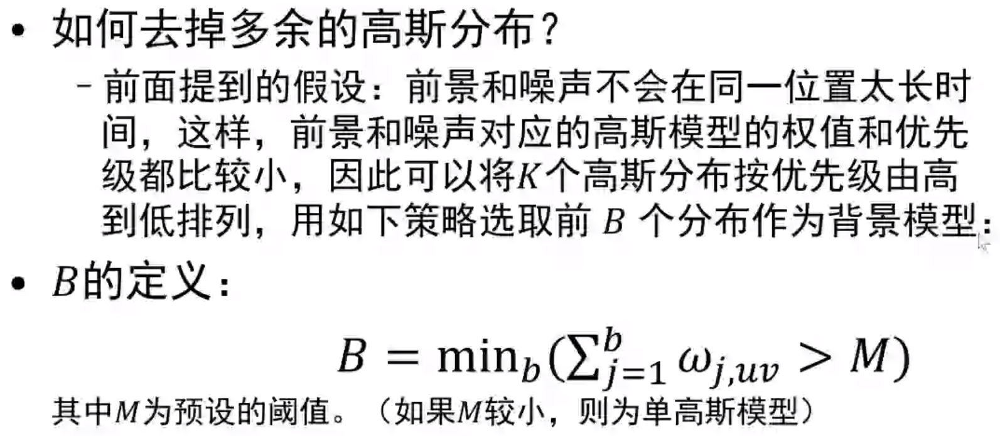 • 如何去掉多余的高斯分布？
– 前面提到的假设：前景和噪声不会在同一位置太长时
间，这样，前景和噪声对应的高斯模型的权值和优先
级都比较小，因此可以将K个高斯分布按优先级由高
到低排列，用如下策略选取前 B 个分布作为背景模型：
• B的定义：
B = min_b(∑_{j=1}^{b} ω_{j,uv} > M)
其中M为预设的阈值。（如果M较小，则为单高斯模型）